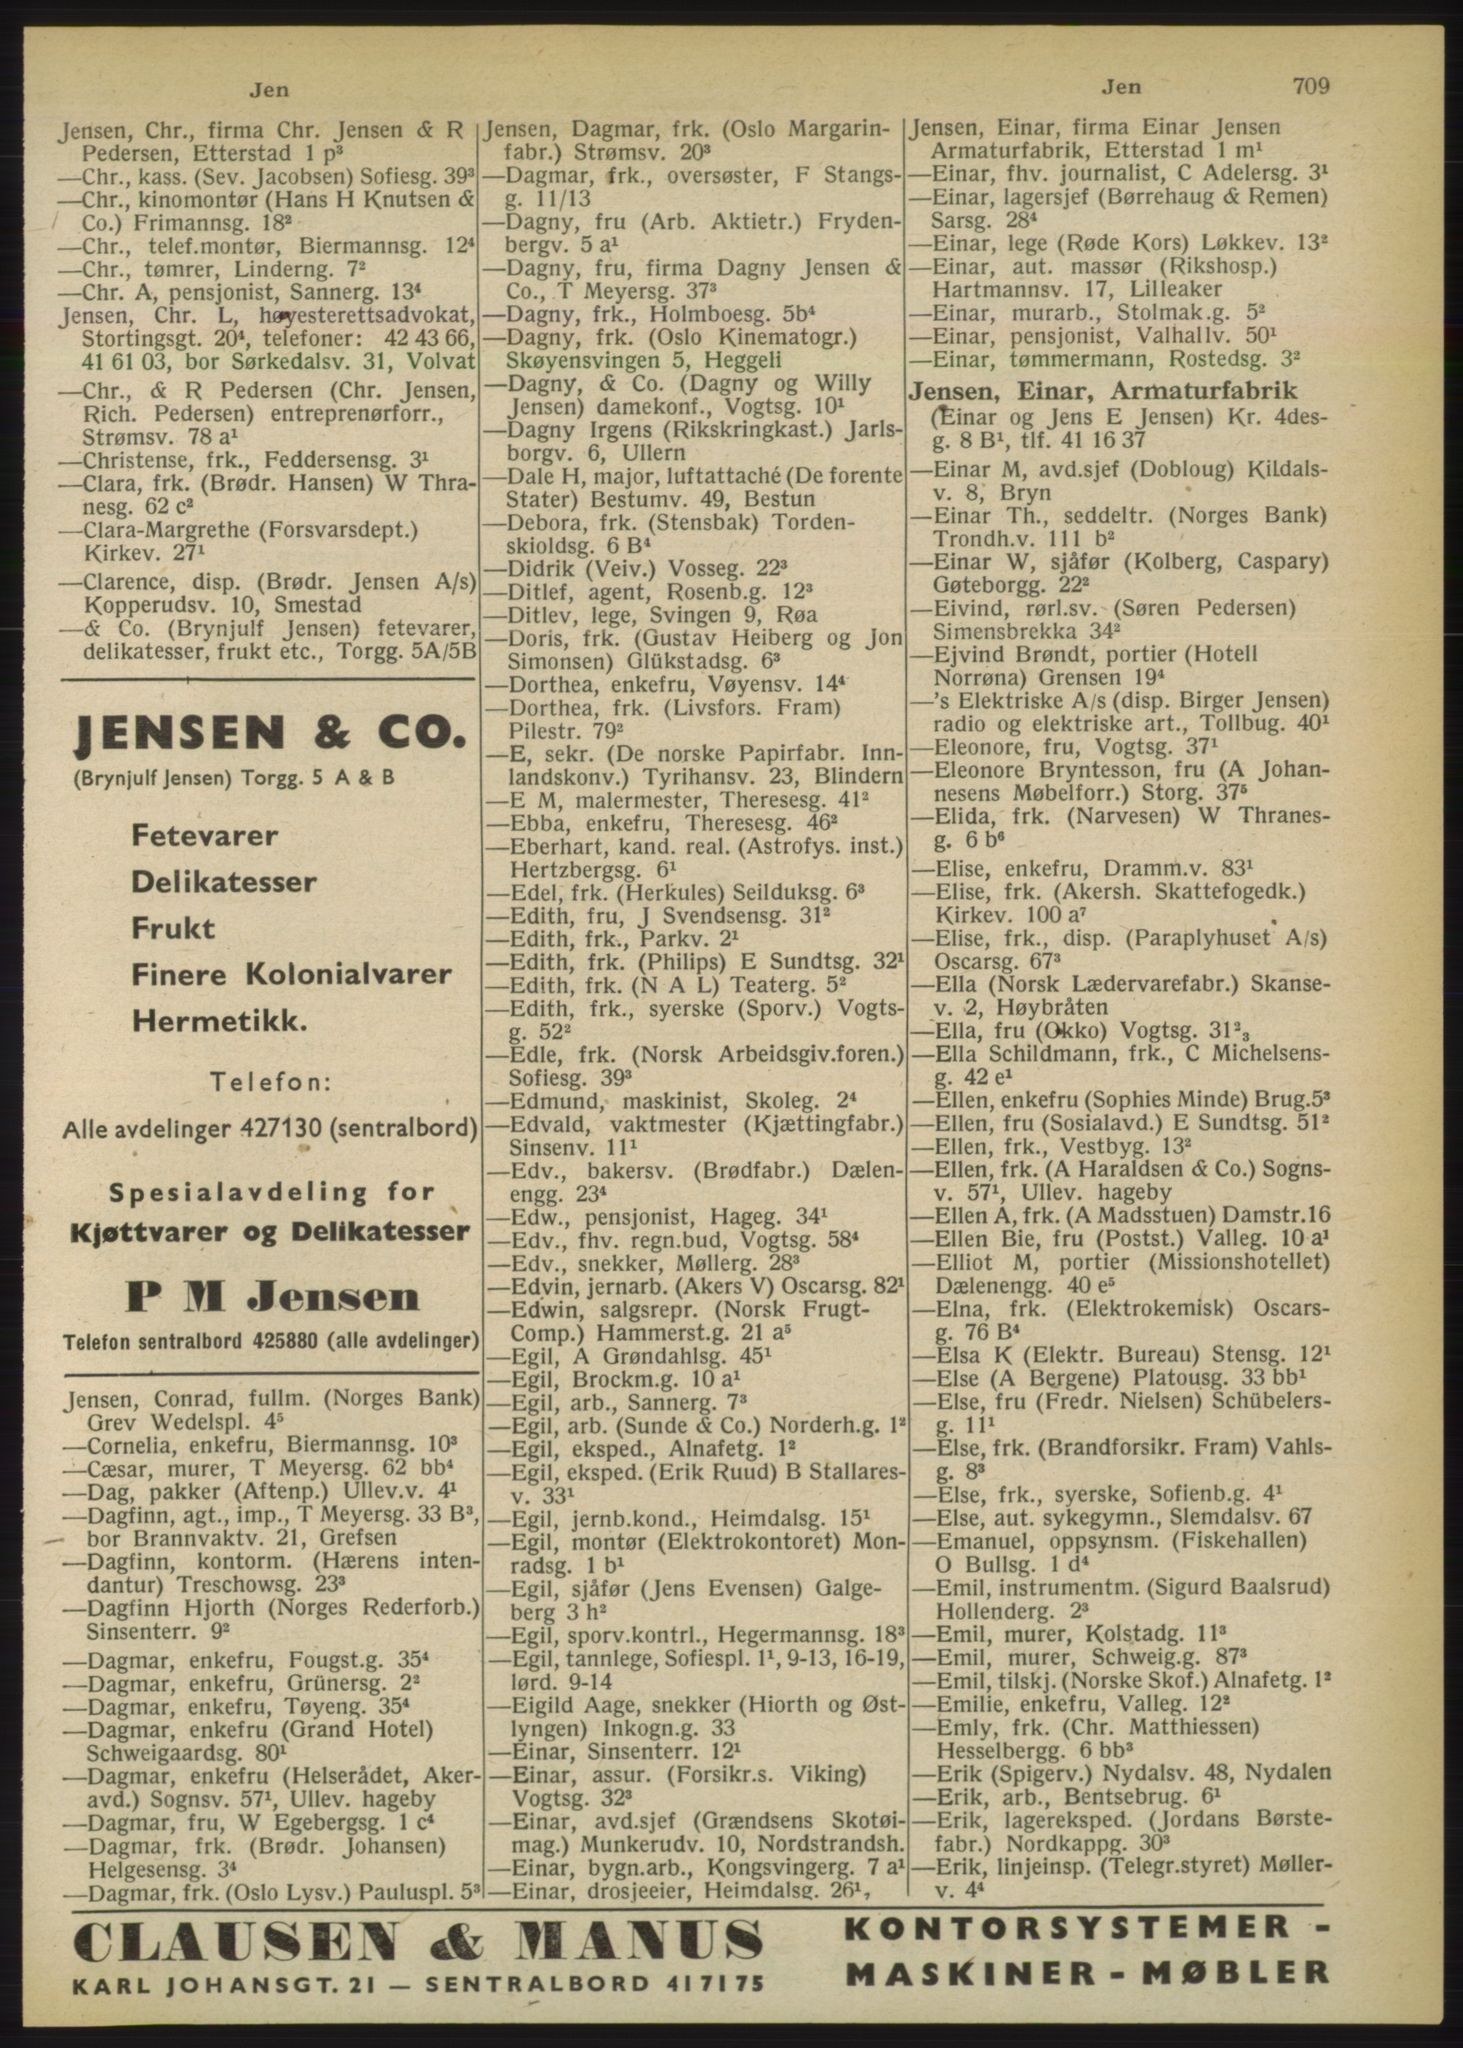 Jen
Jen
709
Jensen, Chr., firma Chr. Jensen & R
Pedersen, Etterstad 1 p³
—Chr., kass. (Sev. Jacobsen) Sofiesg. 39³
—Chr., kinomontør (Hans H Knutsen &
Co.) Frimannsg. 18²
—Chr., telef.montør, Biermannsg. 12⁴
—Chr., tømrer, Linderng. 7²
—Chr. A, pensjonist, Sannerg. 13⁴
Jensen, Chr. L, høyesterettsadvokat,
Stortingsgt. 20⁴, telefoner: 42 43 66,
41 61 03, bor Sørkedalsv. 31, Volvat
—Chr., & R Pedersen (Chr. Jensen,
Rich. Pedersen) entreprenørforr.,
Strømsv. 78 a¹
—Christense, frk., Feddersensg. 3¹
—Clara, frk. (Brødr. Hansen) W Thra-
nesg. 62 c²
—Clara-Margrethe (Forsvarsdept.)
Kirkev. 27¹
—Clarence, disp. (Brødr. Jensen A/s)
Kopperudsv. 10, Smestad
—& Co. (Brynjulf Jensen) fetevarer,
delikatesser, frukt etc., Torgg. 5A/5B
JENSEN & CO.
(Brynjulf Jensen) Torgg. 5 A & B
Fetevarer
Delikatesser
Frukt
Finere Kolonialvarer
Hermetikk.
Telefon:
Alle avdelinger 427130 (sentralbord)
Spesialavdeling for
Kjøttvarer og Delikatesser
P M Jensen
Telefon sentralbord 425880 (alle avdelinger)
Jensen, Conrad, fullm. (Norges Bank)
Grev Wedelspl. 4⁵
—Cornelia, enkefru, Biermannsg. 10³
—Cæsar, murer, T Meyersg. 62 bb⁴
—Dag, pakker (Aftenp.) Ullev.v. 4¹
—Dagfinn, agt., imp., T Meyersg. 33 B³,
bor Brannvaktv. 21, Grefsen
—Dagfinn, kontorm. (Hærens inten-
dantur) Treschowsg. 23³
—Dagfinn Hjorth (Norges Rederforb.)
Sinsenterr. 9²
—Dagmar, enkefru, Fougst.g. 35⁴
—Dagmar, enkefru, Grünersg. 2²
—Dagmar, enkefru, Tøyeng. 35⁴
—Dagmar, enkefru (Grand Hotel)
Schweigaardsg. 80¹
—Dagmar, enkefru (Helserådet, Aker-
avd.) Sognsv. 57¹, Ullev. hageby
—Dagmar, fru, W Egebergsg. 1 c⁴
—Dagmar, frk. (Brødr. Johansen)
Helgesensg. 3⁴
—Dagmar, frk. (Oslo Lysv.) Pauluspl. 5³
Jensen, Dagmar, frk. (Oslo Margarin-
fabr.) Strømsv. 20³
—Dagmar, frk., oversøster, F Stangs-
g. 11/13
—Dagny, fru (Arb. Aktietr.) Fryden-
bergv. 5 a¹
—Dagny, fru, firma Dagny Jensen &
Co., T Meyersg. 37³
—Dagny, frk., Holmboesg. 5b⁴
—Dagny, frk. (Oslo Kinematogr.)
Skøyensvingen 5, Heggeli
—Dagny, & Co. (Dagny og Willy
Jensen) damekonf., Vogtsg. 10¹
—Dagny Irgens (Rikskringkast.) Jarls-
borgv. 6, Ullern
—Dale H, major, luftattaché (De forente
Stater) Bestumv. 49, Bestun
—Debora, frk. (Stensbak) Torden-
skioldsg. 6 B⁴
—Didrik (Veiv.) Vosseg. 22³
—Ditlef, agent, Rosenb.g. 12³
—Ditlev, lege, Svingen 9, Røa
—Doris, frk. (Gustav Heiberg og Jon
Simonsen) Glükstadsg. 6³
—Dorthea, enkefru, Vøyensv. 14⁴
—Dorthea, frk. (Livsfors. Fram)
Pilestr. 79²
—E, sekr. (De norske Papirfabr. Inn-
landskonv.) Tyrihansv. 23, Blindern
—E M, malermester, Theresesg. 41²
—Ebba, enkefru, Theresesg. 46²
—Eberhart, kand. real. (Astrofys. inst.)
Hertzbergsg. 6¹
—Edel, frk. (Herkules) Seilduksg. 6³
—Edith, fru, J Svendsensg. 31²
—Edith, frk., Parkv. 2¹
—Edith, frk. (Philips) E Sundtsg. 32¹
—Edith, frk. (N A L) Teaterg. 5²
—Edith, frk., syerske (Sporv.) Vogts-
g. 52²
—Edle, frk. (Norsk Arbeidsgiv.foren.)
Sofiesg. 39³
—Edmund, maskinist, Skoleg. 2⁴
—Edvald, vaktmester (Kjættingfabr.)
Sinsenv. 11¹
—Edv., bakersv. (Brødfabr.) Dælen-
engg. 23⁴
—Edw., pensjonist, Hageg. 34¹
—Edv., fhv. regn.bud, Vogtsg. 58⁴
—Edv., snekker, Møllerg. 28³
—Edvin, jernarb. (Akers V) Oscarsg. 82¹
—Edwin, salgsrepr. (Norsk Frugt-
Comp.) Hammerst.g. 21 a⁵
—Egil, A Grøndahlsg. 45¹
—Egil, Brockm.g. 10 a¹
—Egil, arb., Sannerg. 7³
—Egil, arb. (Sunde & Co.) Norderh.g. 1²
—Egil, eksped., Alnafetg. 1²
—Egil, eksped. (Erik Ruud) B Stallares-
v. 33¹
—Egil, jernb.kond., Heimdalsg. 15¹
—Egil, montør (Elektrokontoret) Mon-
radsg. 1 b¹
—Egil, sjåfør (Jens Evensen) Galge-
berg 3 h²
—Egil, sporv.kontrl., Hegermannsg. 18³
—Egil, tannlege, Sofiespl. 1¹, 9-13, 16-19,
lørd. 9-14
—Eigild Aage, snekker (Hiorth og Øst-
lyngen) Inkogn.g. 33
—Einar, Sinsenterr. 12¹
—Einar, assur. (Forsikr.s. Viking)
Vogtsg. 32³
—Einar, avd.sjef (Grændsens Skotøi-
mag.) Munkerudv. 10, Nordstrandsh.
—Einar, bygn.arb., Kongsvingerg. 7 a¹
—Einar, drosjeeier, Heimdalsg. 26¹,
Jensen, Einar, firma Einar Jensen
Armaturfabrik, Etterstad 1 m¹
—Einar, fhv. journalist, C Adelersg. 3¹
—Einar, lagersjef (Børrehaug & Remen)
Sarsg. 28⁴
—Einar, lege (Røde Kors) Løkkev. 13²
—Einar, aut. massør (Rikshosp.)
Hartmannsv. 17, Lilleaker
—Einar, murarb., Stolmak.g. 5²
—Einar, pensjonist, Valhallv. 50¹
—Einar, tømmermann, Rostedsg. 3²
Jensen, Einar, Armaturfabrik
(Einar og Jens E Jensen) Kr. 4des-
g. 8 B¹, tlf. 41 16 37
—Einar M, avd.sjef (Dobloug) Kildals-
v. 8, Bryn
—Einar Th., seddeltr. (Norges Bank)
Trondh.v. 111 b²
—Einar W, sjåfør (Kolberg, Caspary)
Gøteborgg. 22²
—Eivind, rørl.sv. (Søren Pedersen)
Simensbrekka 34²
—Ejvind Brøndt, portier (Hotell
Norrøna) Grensen 19⁴
—'s Elektriske A/s (disp. Birger Jensen)
radio og elektriske art., Tollbug. 40¹
—Eleonore, fru, Vogtsg. 37¹
—Eleonore Bryntesson, fru (A Johan-
nesens Møbelforr.) Storg. 37⁵
—Elida, frk. (Narvesen) W Thranes-
g. 6 b⁶
—Elise, enkefru, Dramm.v. 83¹
—Elise, frk. (Akersh. Skattefogedk.)
Kirkev. 100 a⁷
—Elise, frk., disp. (Paraplyhuset A/s)
Oscarsg. 67³
—Ella (Norsk Lædervarefabr.) Skanse-
v. 2, Høybråten
—Ella, fru (Okko) Vogtsg. 31²₃
—Ella Schildmann, frk., C Michelsens-
g. 42 e¹
—Ellen, enkefru (Sophies Minde) Brug.5³
—Ellen, fru (Sosialavd.) E Sundtsg. 51²
—Ellen, frk., Vestbyg. 13²
—Ellen, frk. (A Haraldsen & Co.) Sogns-
v. 57¹, Ullev. hageby
—Ellen A, frk. (A Madsstuen) Damstr.16
—Ellen Bie, fru (Postst.) Valleg. 10 a¹
—Elliot M, portier (Missionshotellet)
Dælenengg. 40 e⁵
—Elna, frk. (Elektrokemisk) Oscars-
g. 76 B⁴
—Elsa K (Elektr. Bureau) Stensg. 12¹
—Else (A Bergene) Platousg. 33 bb¹
—Else, fru (Fredr. Nielsen) Schübelers-
g. 11¹
—Else, frk. (Brandforsikr. Fram) Vahls-
g. 8³
—Else, frk., syerske, Sofienb.g. 4¹
—Else, aut. sykegymn., Slemdalsv. 67
—Emanuel, oppsynsm. (Fiskehallen)
O Bullsg. 1 d⁴
—Emil, instrumentm. (Sigurd Baalsrud)
Hollenderg. 2³
—Emil, murer, Kolstadg. 11³
—Emil, murer, Schweig.g. 87³
—Emil, tilskj. (Norske Skof.) Alnafetg. 1²
—Emilie, enkefru, Valleg. 12²
—Emly, frk. (Chr. Matthiessen)
Hesselbergg. 6 bb³
—Erik (Spigerv.) Nydalsv. 48, Nydalen
—Erik, arb., Bentsebrug. 6¹
—Erik, lagereksped. (Jordans Børste-
fabr.) Nordkappg. 30³
—Erik, linjeinsp. (Telegr.styret) Møller-
v. 4⁴
CLAUSEN & MANUS
KARL JOHANSGT. 21 — SENTRALBORD 417175
KONTORSYSTEMER -
MASKINER - MØBLER